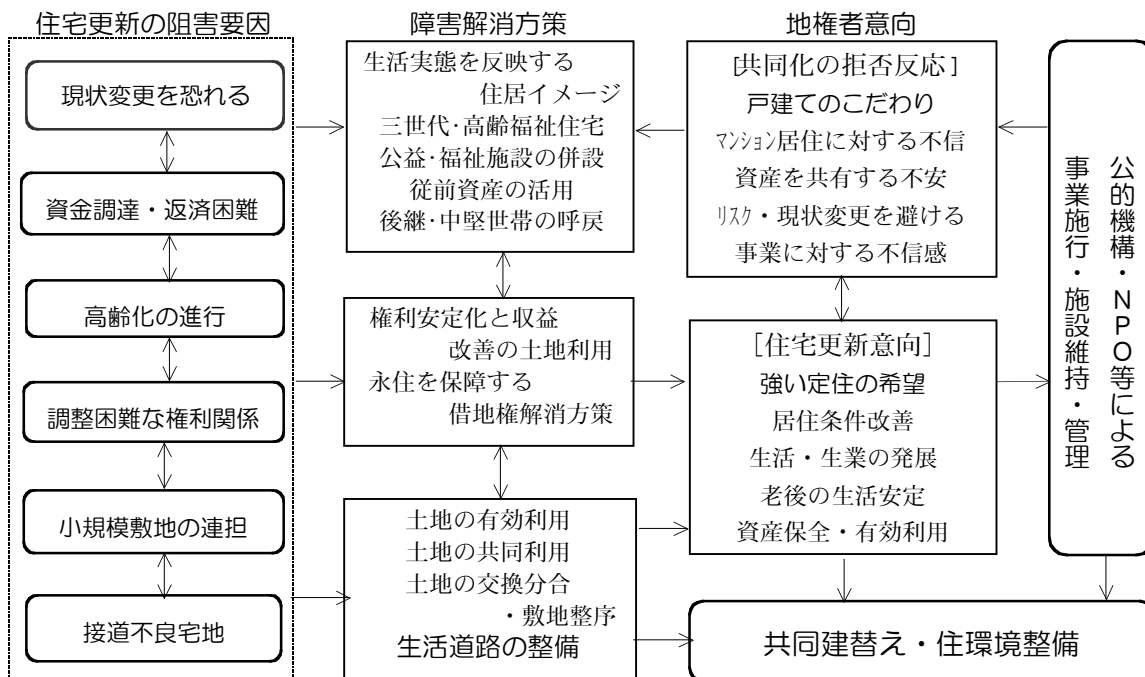 住宅更新の阻害要因
現状変更を恐れる
資金調達・返済困難
高齢化の進行
調整困難な権利関係
小規模敷地の連担
接道不良宅地
障害解消方策
生活実態を反映する
住居イメージ
三世代・高齢福祉住宅
公益・福祉施設の併設
従前資産の活用
後継・中堅世帯の呼戻
権利安定化と収益
改善の土地利用
永住を保障する
借地権解消方策
土地の有効利用
土地の共同利用
土地の交換分合
・敷地整序
生活道路の整備
地権者意向
[共同化の拒否反応]
戸建てのこだわり
マンション居住に対する不信
資産を共有する不安
リスク・現状変更を避ける
事業に対する不信感
[住宅更新意向]
強い定住の希望
居住条件改善
生活・生業の発展
老後の生活安定
資産保全・有効利用
公的機構・NPO等による
事業施行・施設維持・管理
共同建替え・住環境整備